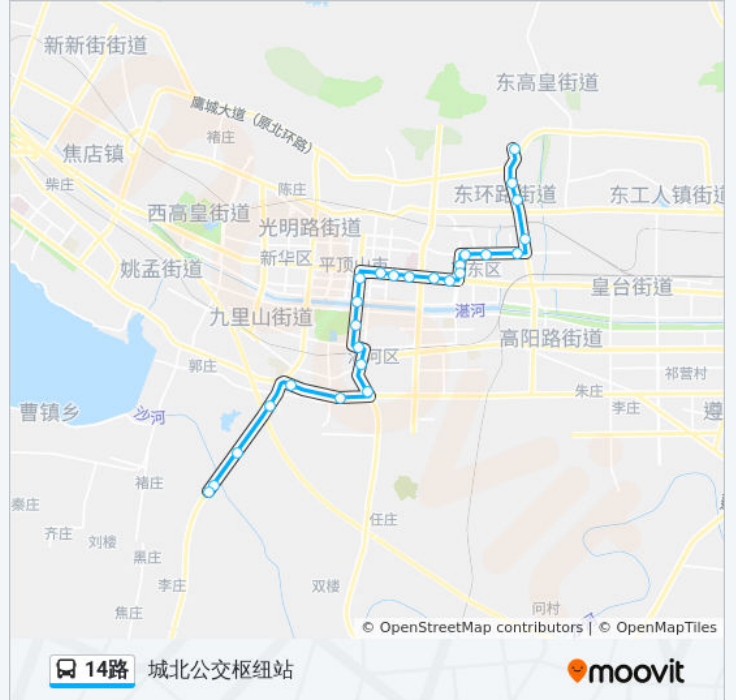 新新街街道
东高皇街道
鹰城大道（原北环路）
褚庄
焦店镇
柴庄
陈庄
东环路街道
东工人镇街道
西高皇街道
光明路街道
新华区
平顶山市
东区
姚孟街道
皇台街道
九里山街道
湛河
高阳路街道
湛河区
郭庄
祁营村
朱庄
李庄
曹镇乡
沙河
遵
褚庄
秦庄
任庄
齐庄
刘楼
黑庄
李庄
双楼
焦庄
问村
© OpenStreetMap contributors | © OpenMapTiles
14路 城北公交枢纽站
moovit